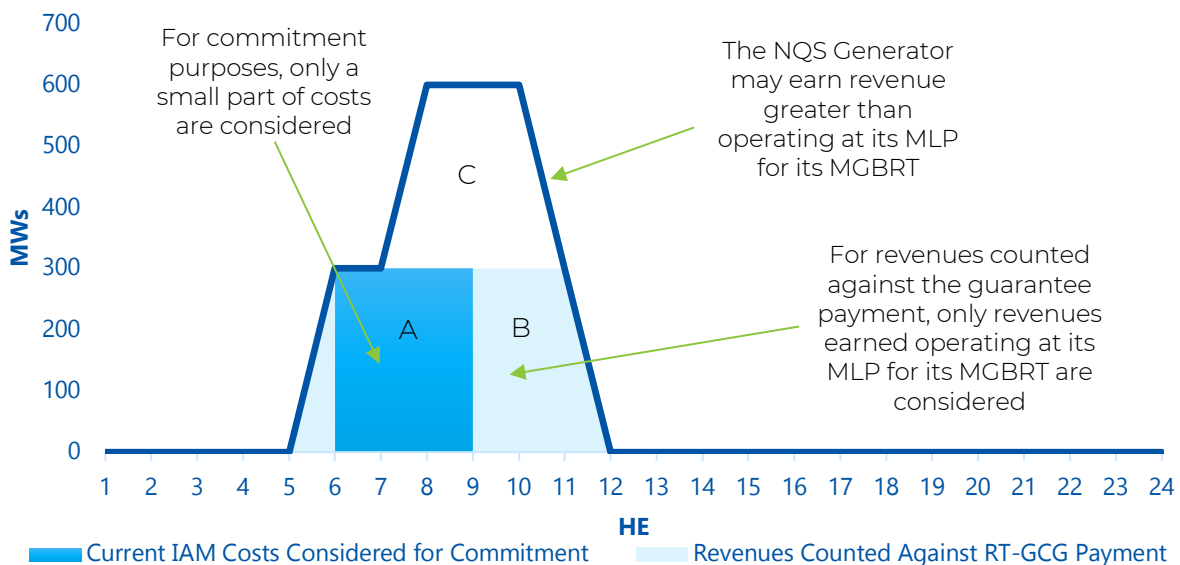 700
600
500
400
300
200
100
0
MWs
For commitment
purposes, only a
small part of costs
are considered
The NQS Generator
may earn revenue
greater than
operating at its MLP
for its MGBRT
For revenues counted
against the guarantee
payment, only revenues
earned operating at its
MLP for its MGBRT are
considered
C
A
B
1 2 3 4 5 6 7 8 9 10 11 12 13 14 15 16 17 18 19 20 21 22 23 24
HE
Current IAM Costs Considered for Commitment Revenues Counted Against RT-GCG Payment